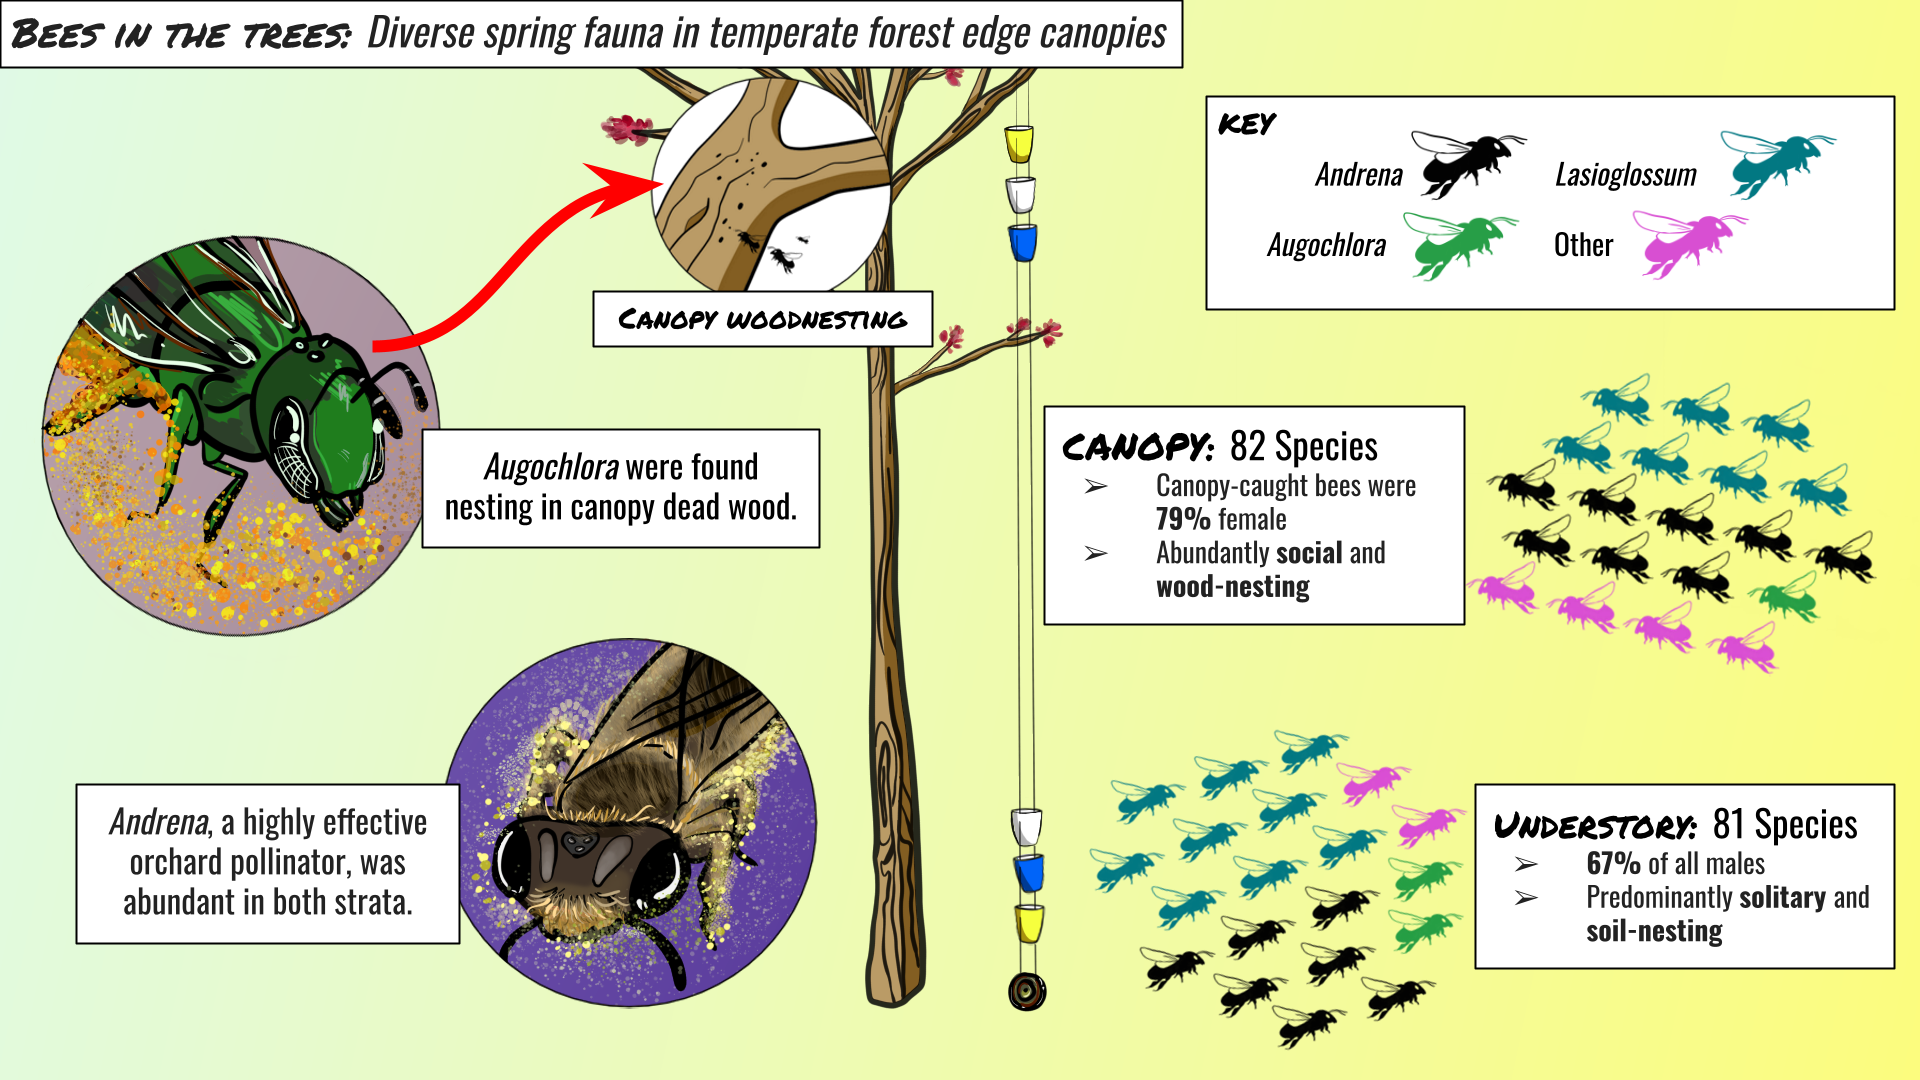 BEES IN THE TREES: Diverse spring fauna in temperate forest edge canopies
KEY
Andrena
Lasioglossum
Augochlora
Other
CANOPY WOODNESTING
Augochlora were found
nesting in canopy dead wood.
CANOPY: 82 Species
➢ Canopy-caught bees were
79% female
➢ Abundantly social and
wood-nesting
Andrena, a highly effective
orchard pollinator, was
abundant in both strata.
UNDERSTORY: 81 Species
➢ 67% of all males
➢ Predominantly solitary and
soil-nesting